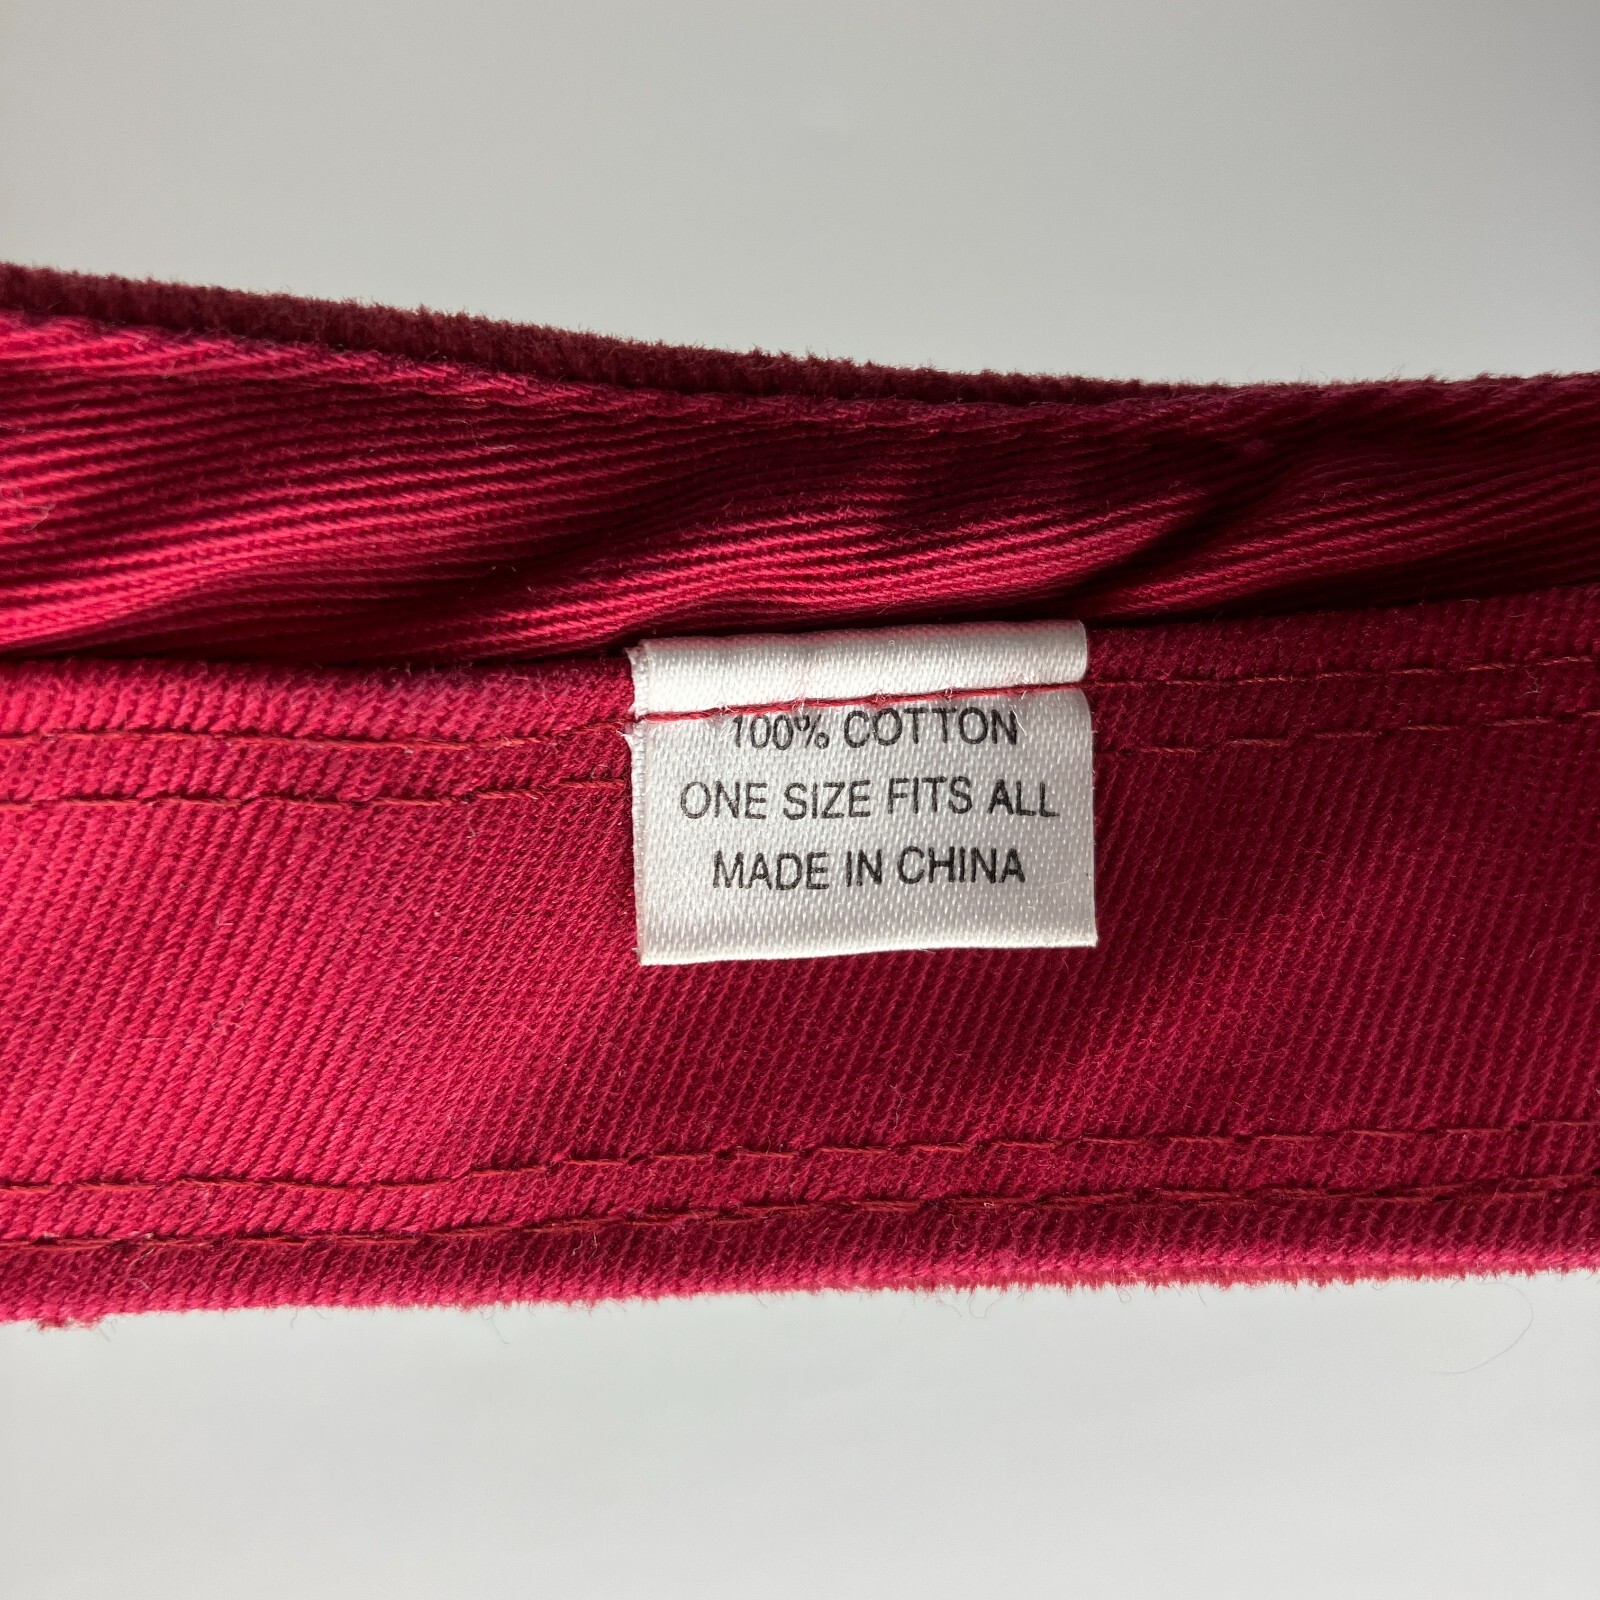 100% COTTON
ONE SIZE FITS ALL
MADE IN CHINA